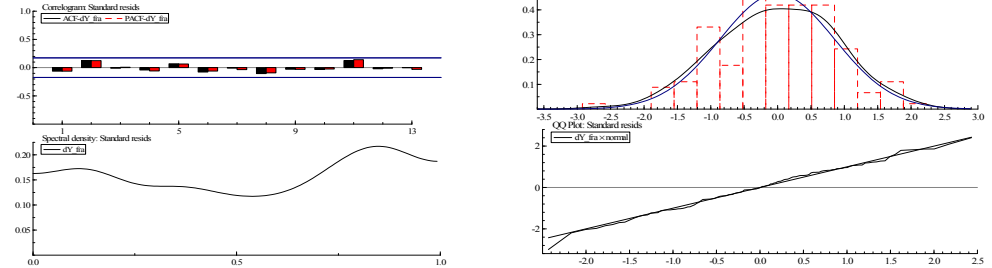 Correlogram: Standard resids
ACF-dY_fra PACF-dY_fra
1.0
0.5
0.0
-0.5
1 5 9 13
Spectral density: Standard resids
dY_fra
0.20
0.15
0.10
0.05
0.0 0.5 1.0
0.4
0.3
0.2
0.1
-3.5 -3.0 -2.5 -2.0 -1.5 -1.0 -0.5 0.0 0.5 1.0 1.5 2.0 2.5 3.0
QQ Plot: Standard resids
dY_fra × normal
2
0
-2
-2.0 -1.5 -1.0 -0.5 0.0 0.5 1.0 1.5 2.0 2.5